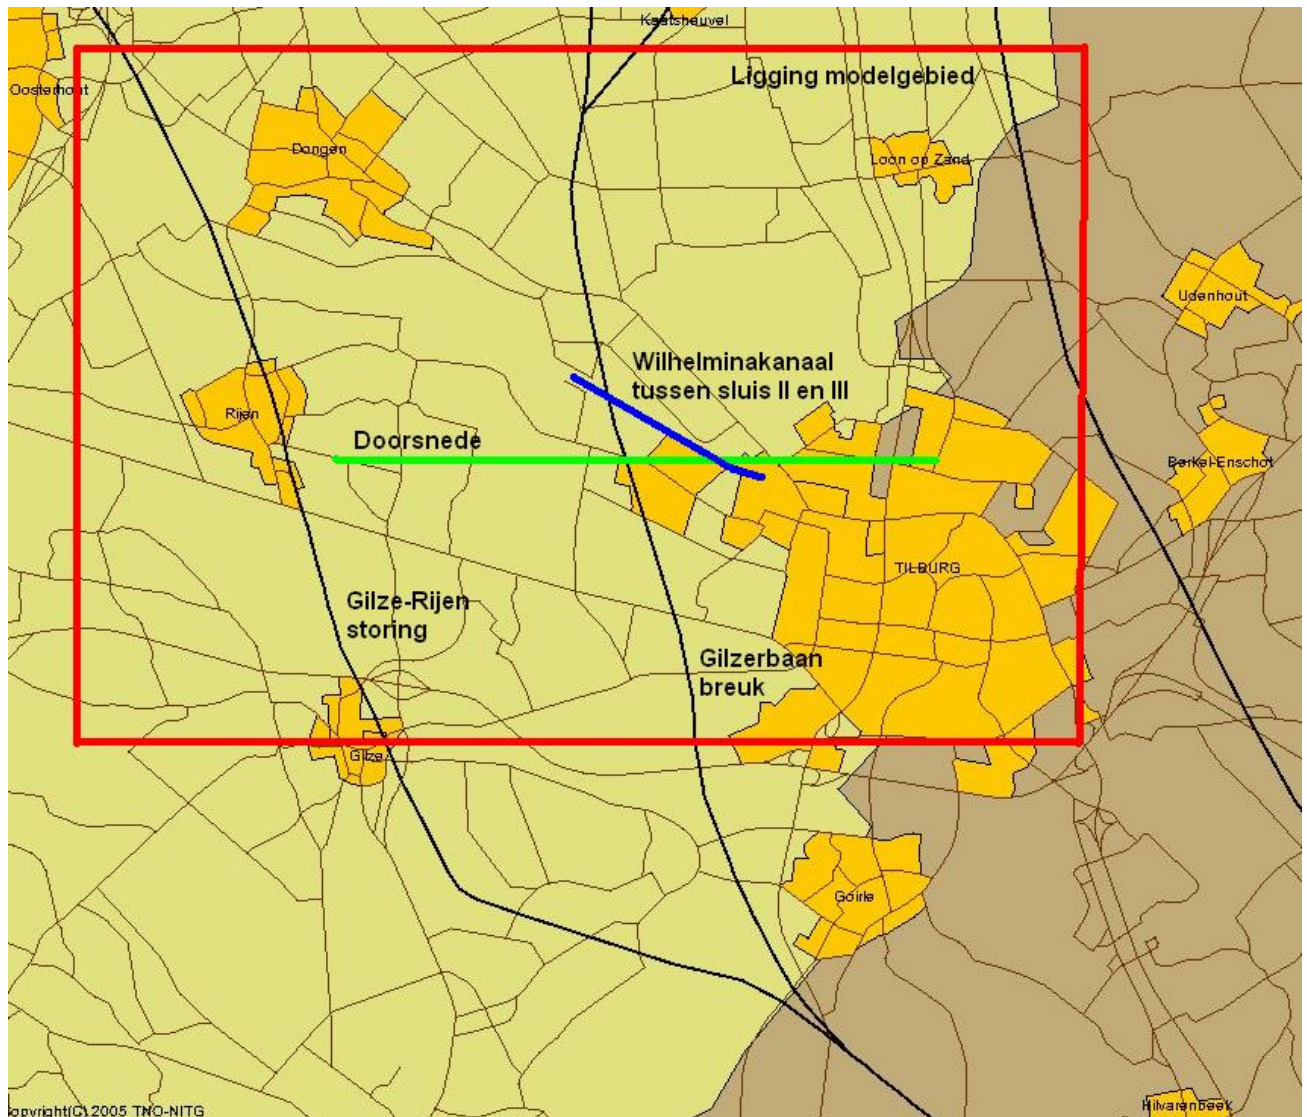 Kaatsheuvel
Ligging modelgebied
Oosterhout
Dongen
Loon op Zand
Udenhout
Wilhelminakanaal
tussen sluis II en III
Rijen
Doorsnede
Berkel-Enschot
TILBURG
Gilze-Rijen
storing
Gilzerbaan
breuk
Gilze
Goirle
Hilvarenbeek
opyright(C) 2005 TNO-NITG